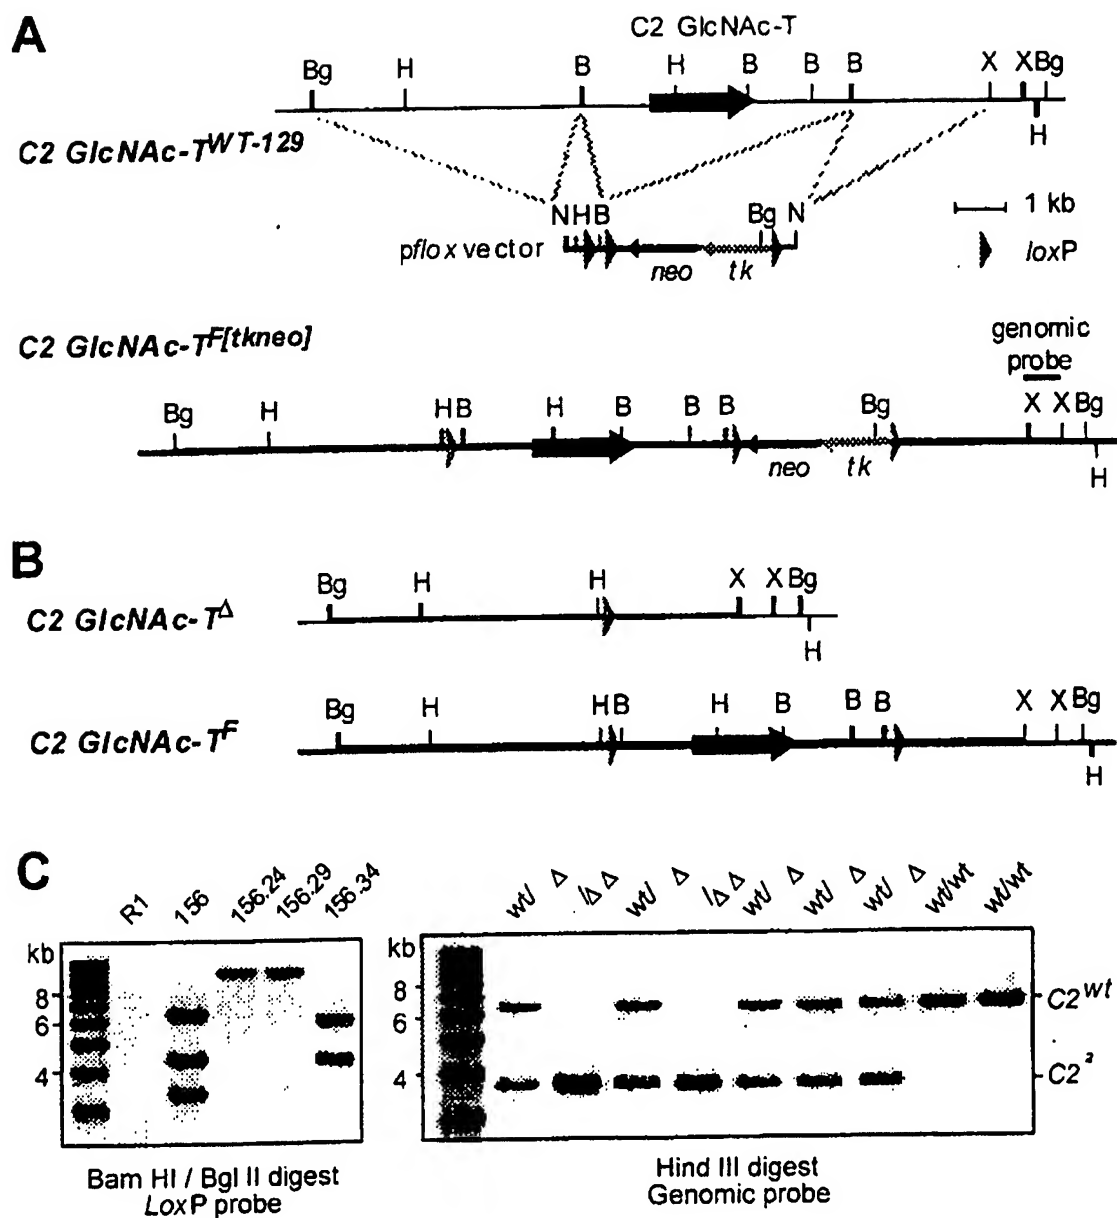 A
C2 GlcNAc-T
Bg H B H B B B X X Bg
H
C2 GlcNAc-T^WT-129
N H B Bg N
1 kb
pflox vector
loxP
neo tk
C2 GlcNAc-T^F[tkneo]
genomic
probe
Bg H H B H B B B Bg X X Bg
neo tk
H
B
Bg H H X X Bg
C2 GlcNAc-T^Δ
H
Bg H H B H B B B X X Bg
C2 GlcNAc-T^F
H
C
R1 156 156.24 156.29 156.34
wt/ Δ /Δ Δ wt/ Δ /Δ Δ wt/ Δ wt/ Δ wt/ Δ wt/wt wt/wt
kb
8
6
4
kb
8
6
4
C2^wt
C2^a
Bam HI / Bgl II digest
LoxP probe
Hind III digest
Genomic probe